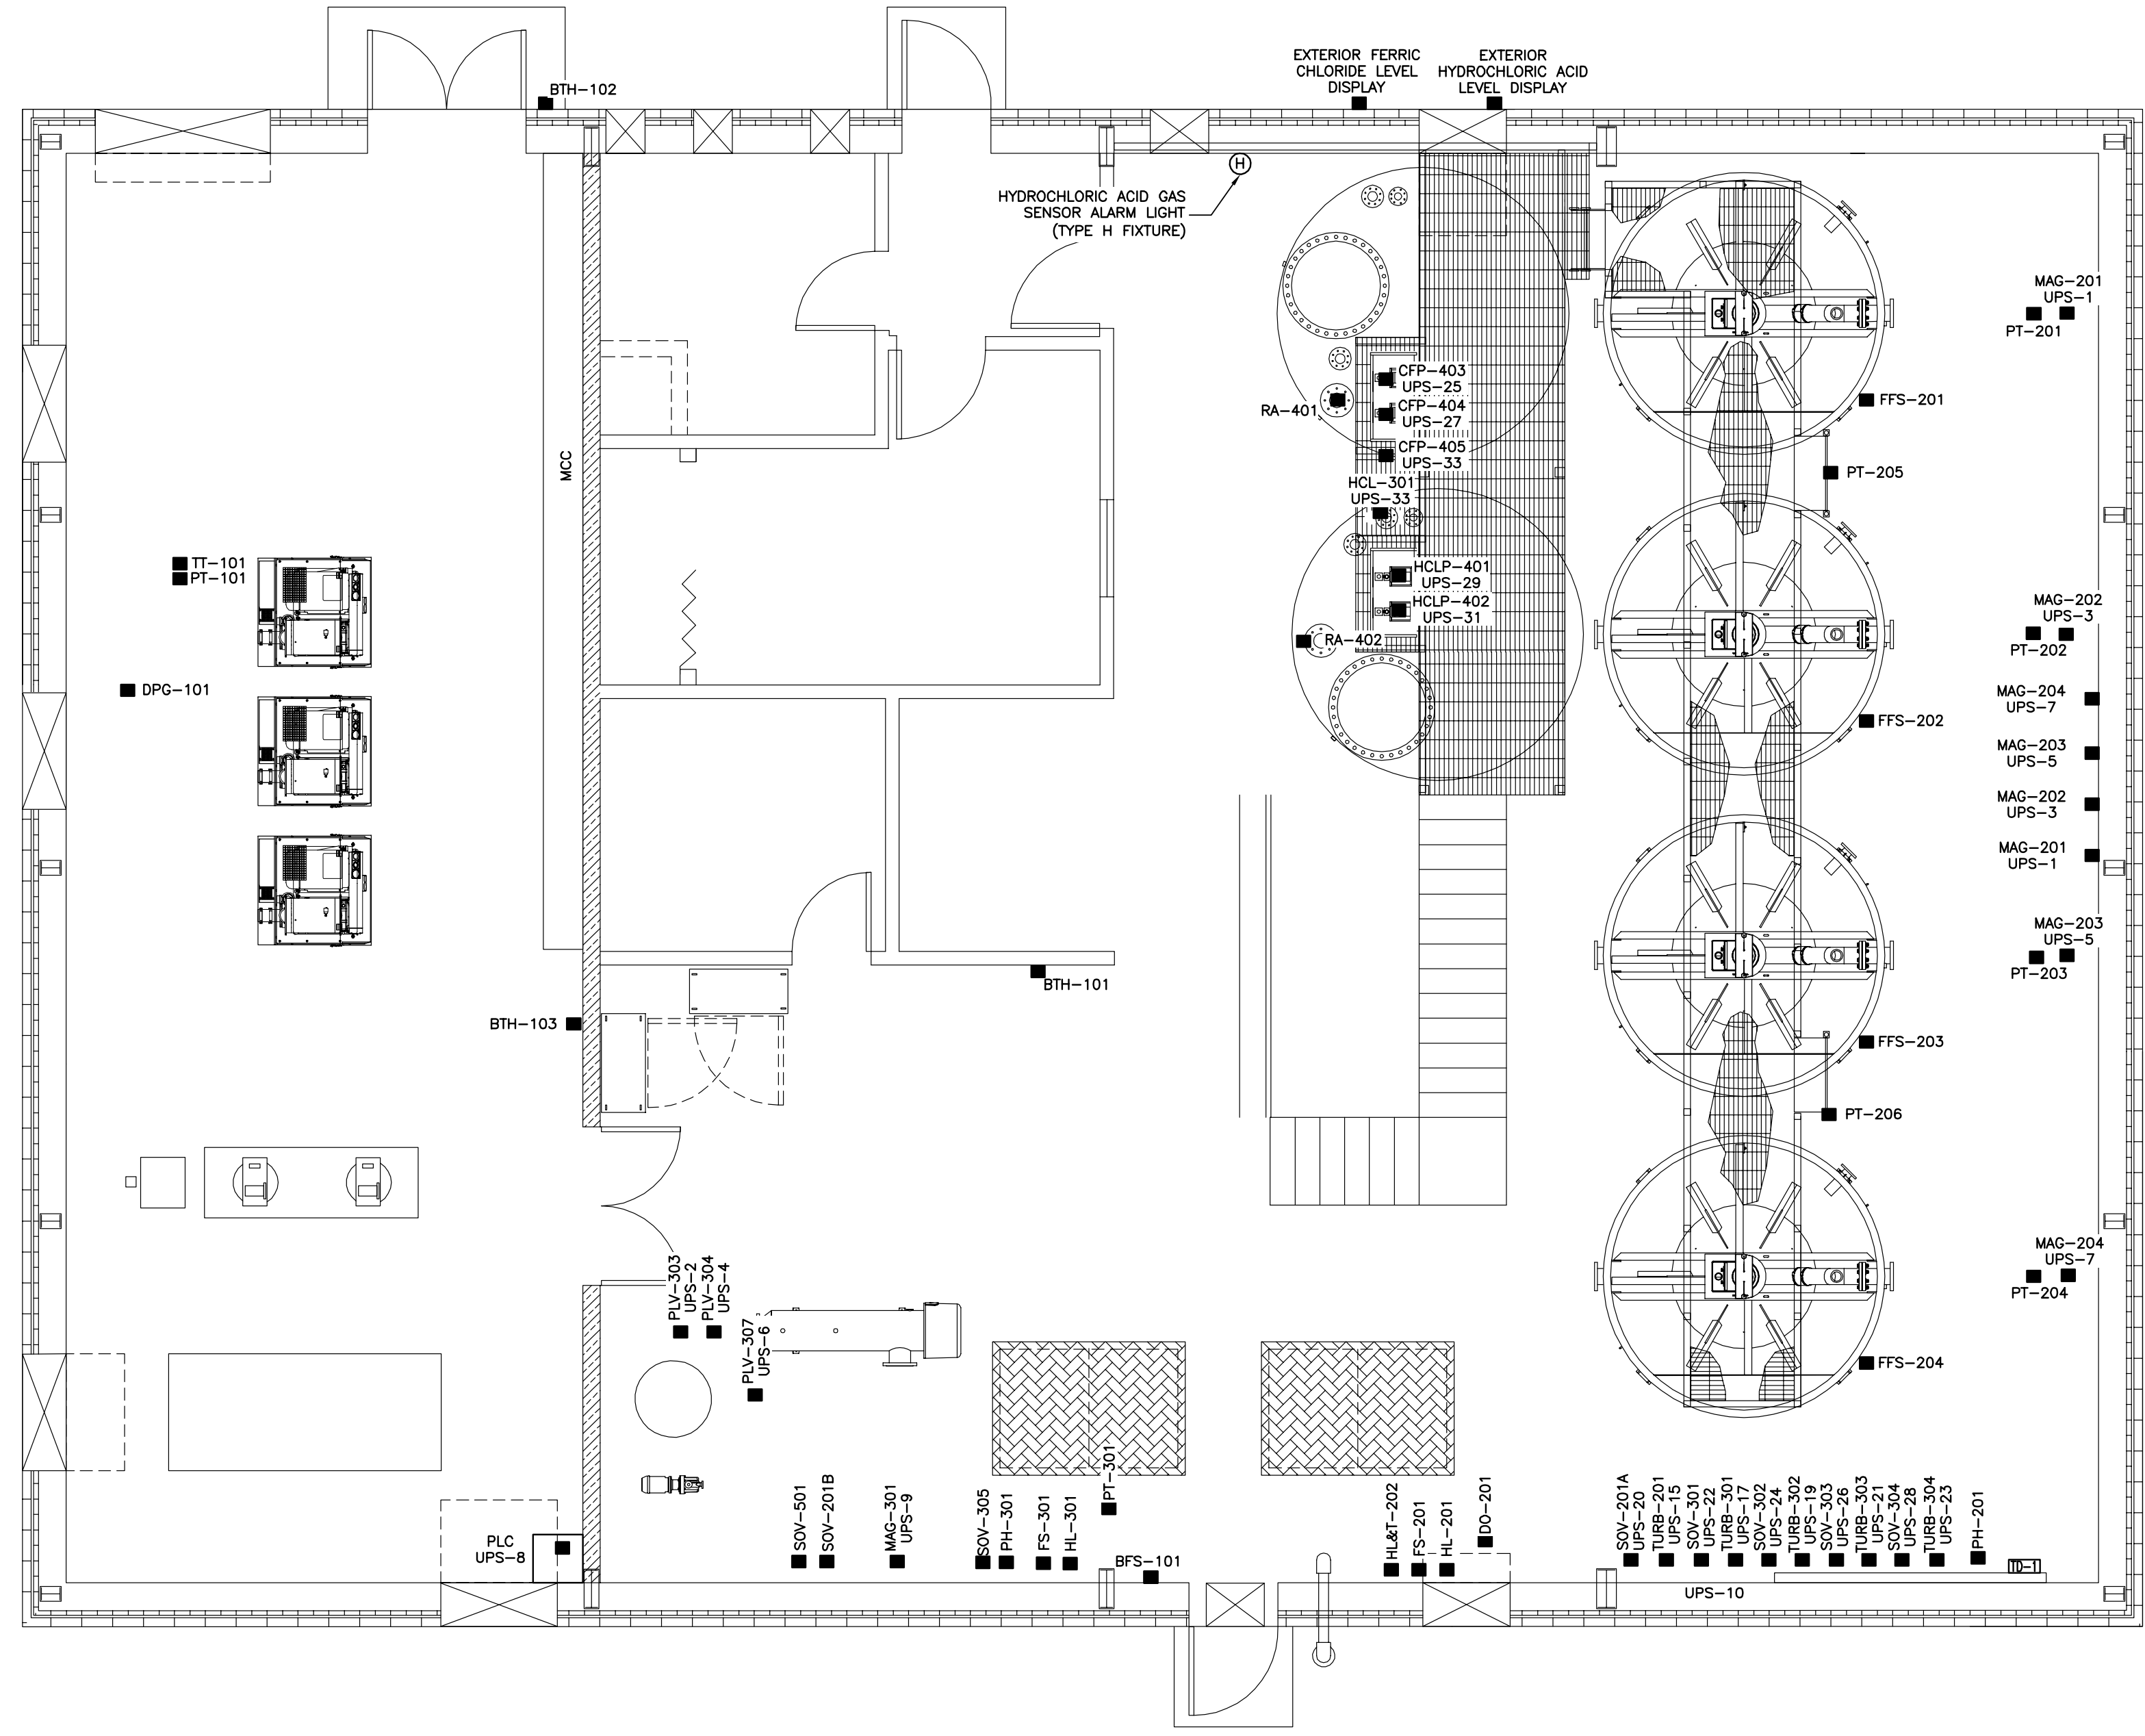 EXTERIOR FERRIC
CHLORIDE LEVEL
DISPLAY
EXTERIOR
HYDROCHLORIC ACID
LEVEL DISPLAY
BTH-102
H
HYDROCHLORIC ACID GAS
SENSOR ALARM LIGHT
(TYPE H FIXTURE)
MAG-201
UPS-1
PT-201
CFP-403
UPS-25
RA-401
CFP-404
UPS-27
FFS-201
CFP-405
UPS-33
MCC
PT-205
HCL-301
UPS-33
TT-101
PT-101
HCLP-401
UPS-29
HCLP-402
UPS-31
RA-402
MAG-202
UPS-3
PT-202
DPG-101
MAG-204
UPS-7
FFS-202
MAG-203
UPS-5
MAG-202
UPS-3
MAG-201
UPS-1
MAG-203
UPS-5
PT-203
BTH-101
BTH-103
FFS-203
PT-206
MAG-204
UPS-7
PT-204
PLV-303
UPS-2
PLV-304
UPS-4
PLV-307
UPS-6
FFS-204
PLC
UPS-8
SOV-501
SOV-201B
MAG-301
UPS-9
SOV-305
PH-301
FS-301
HL-301
PT-301
BFS-101
HL&T-202
FS-201
HL-201
DO-201
SOV-201A
UPS-20
TURB-201
UPS-15
SOV-301
UPS-22
TURB-301
UPS-17
SOV-302
UPS-24
TURB-302
UPS-19
SOV-303
UPS-26
TURB-303
UPS-21
SOV-304
UPS-28
TURB-304
UPS-23
PH-201
TD-1
UPS-10